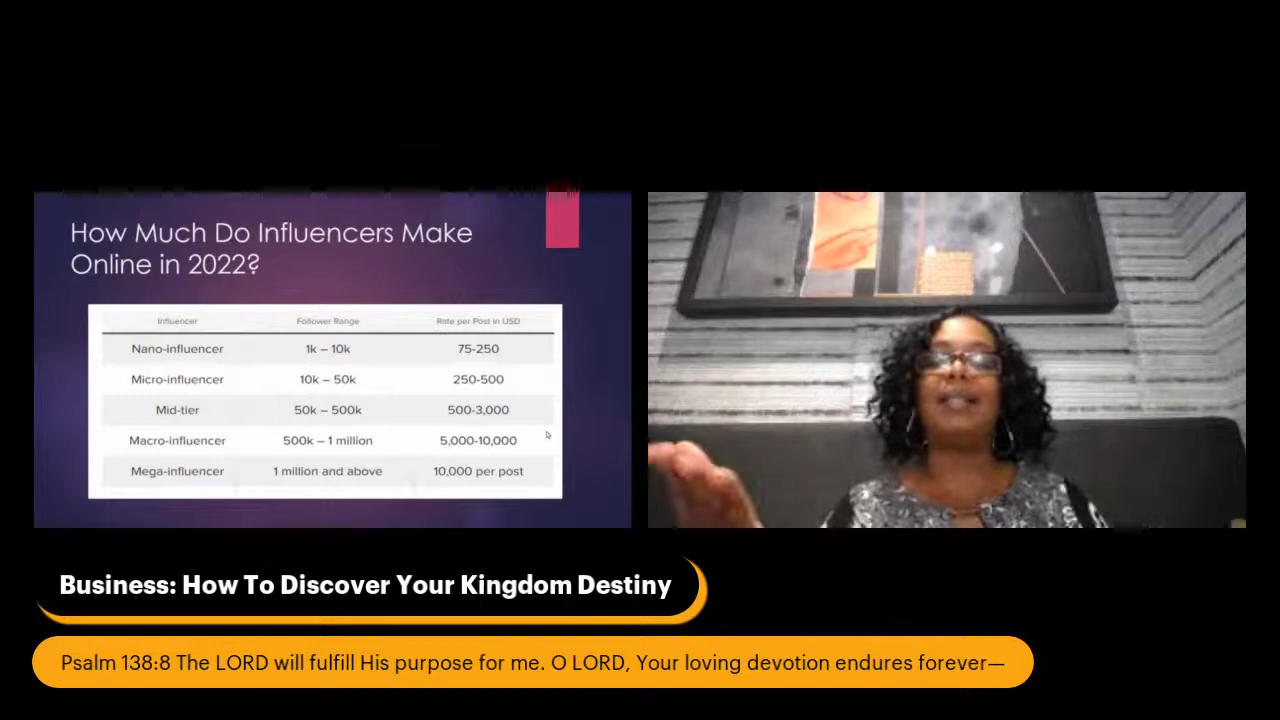 How Much Do Influencers Make
Online in 2022?
Influencer Follower Range Rate per Post in USD
Nano-influencer 1k – 10k 75-250
Micro-influencer 10k – 50k 250-500
Mid-tier 50k – 500k 500-3,000
Macro-influencer 500k – 1 million 5,000-10,000
Mega-influencer 1 million and above 10,000 per post
Business: How To Discover Your Kingdom Destiny
Psalm 138:8 The LORD will fulfill His purpose for me. O LORD, Your loving devotion endures forever—